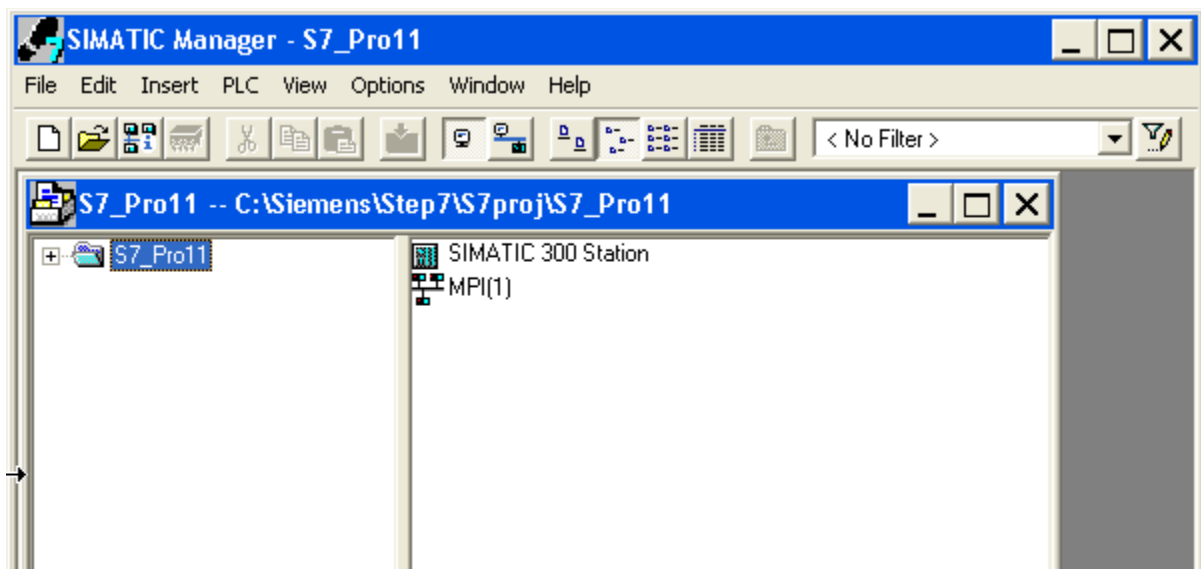 SIMATIC Manager - S7_Pro11
File Edit Insert PLC View Options Window Help
< No Filter >
S7_Pro11 -- C:\Siemens\Step7\S7proj\S7_Pro11
S7_Pro11
SIMATIC 300 Station
MPI(1)